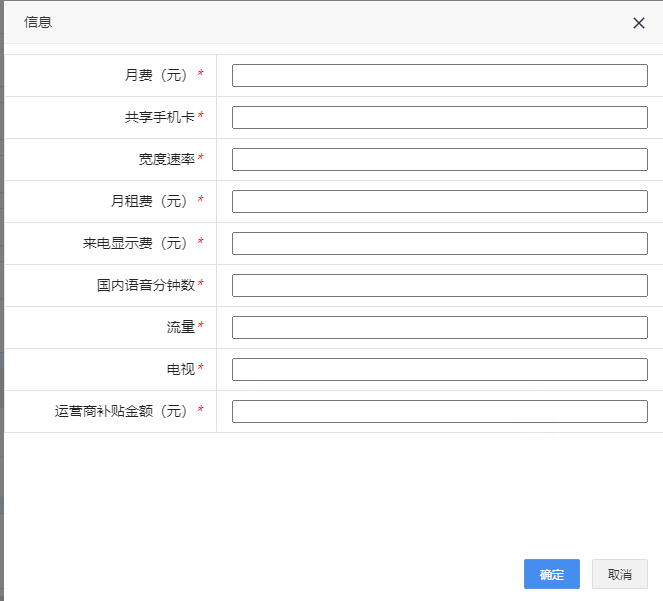 信息
月费（元） *
共享手机卡*
宽度速率*
月租费（元） *
来电显示费（元） *
国内语音分钟数*
流量*
电视*
运营商补贴金额（元） *
确定 取消